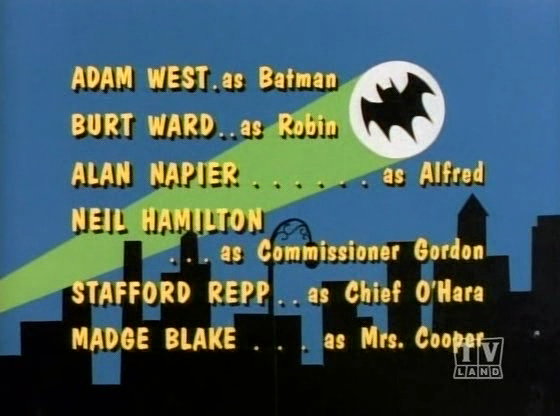 ADAM WEST. as Batman
BURT WARD.. as Robin
ALAN NAPIER . . . . . . as Alfred
NEIL HAMILTON
. . . as Commissioner Gordon
STAFFORD REPP . . as Chief O'Hara
MADGE BLAKE . . . as Mrs. Cooper
TV
LAND